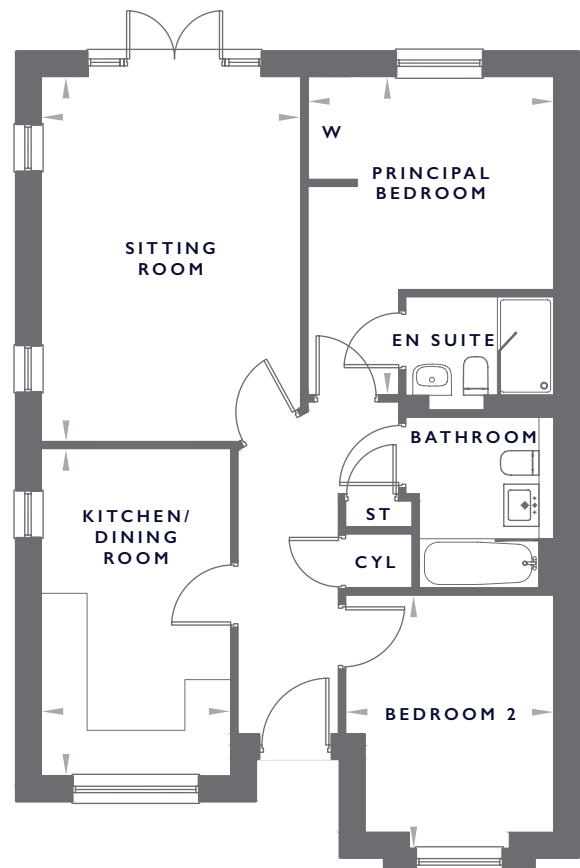 W
PRINCIPAL
BEDROOM
SITTING
ROOM
EN SUITE
BATHROOM
KITCHEN/
DINING
ROOM
ST
CYL
BEDROOM 2